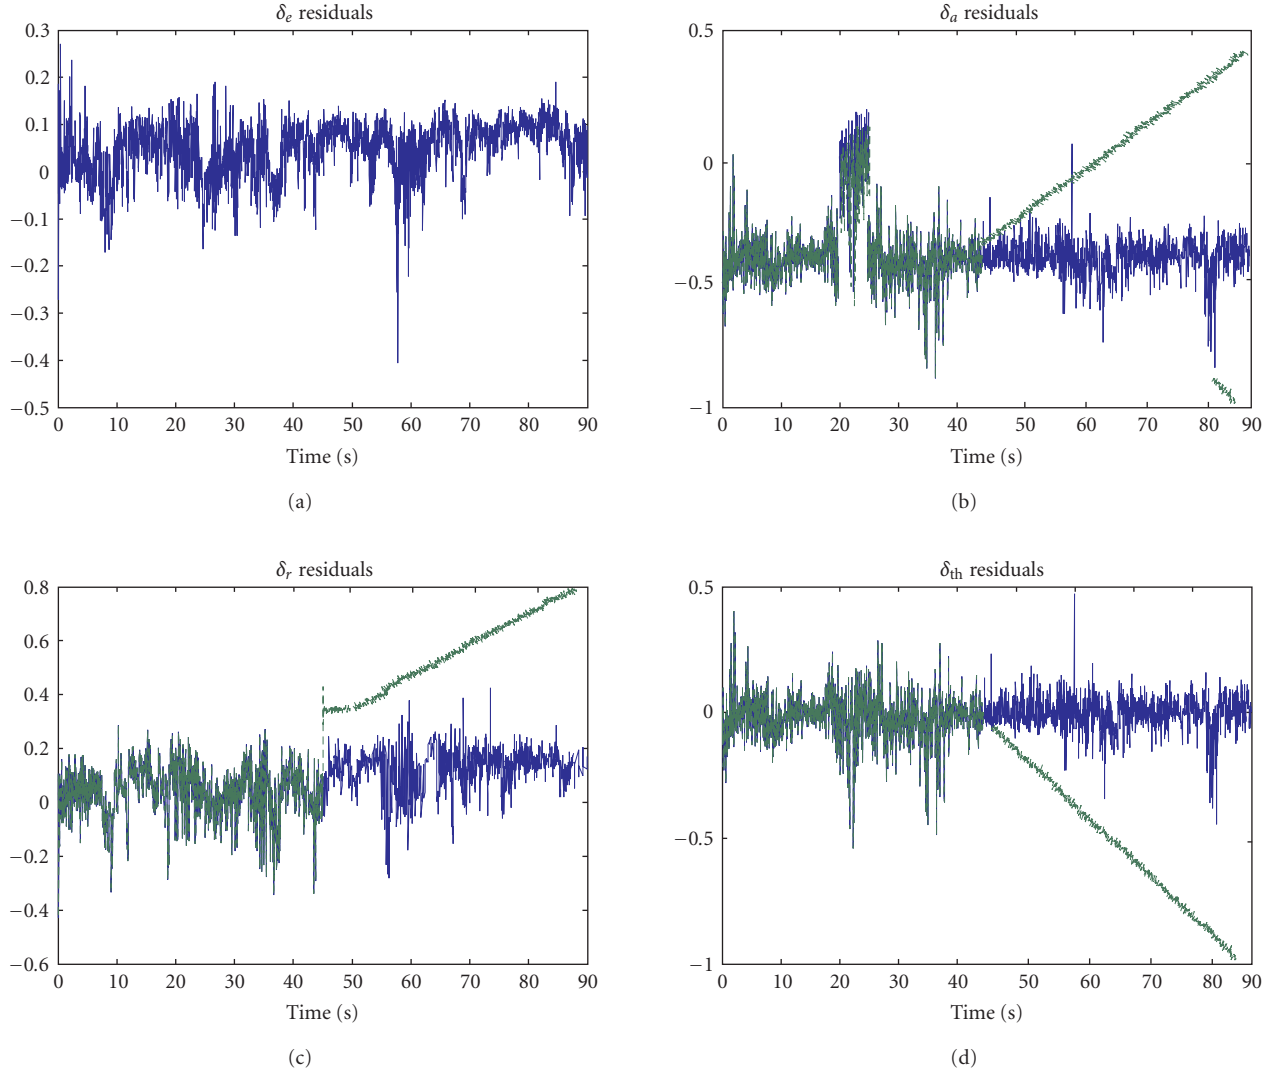 δe residuals
0.3
0.2
0.1
0
−0.1
−0.2
−0.3
−0.4
−0.5
0 10 20 30 40 50 60 70 80 90
Time (s)
(a)
δa residuals
0.5
0
−0.5
−1
0 10 20 30 40 50 60 70 80 90
Time (s)
(b)
δr residuals
0.8
0.6
0.4
0.2
0
−0.2
−0.4
−0.6
0 10 20 30 40 50 60 70 80 90
Time (s)
(c)
δth residuals
0.5
0
−0.5
−1
0 10 20 30 40 50 60 70 80 90
Time (s)
(d)